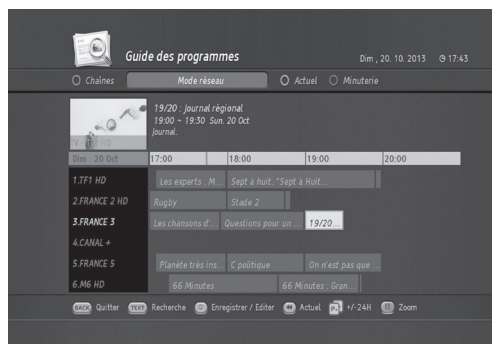 Guide des programmes
Dim , 20. 10. 2013 17:43
Chaînes Mode réseau Actuel Minuterie
19/20 : Journal règional
19:00 ~ 19:30 Sun. 20 Oct
Journal.
HD
Dim . 20 Oct 17:00 18:00 19:00 20:00
1.TF1 HD Les experts : M... Sept à huit. "Sept à Huit...
2.FRANCE 2 HD Rugby Stade 2
3.FRANCE 3 Les chansons d'... Questions pour un ... 19/20...
4.CANAL +
5.FRANCE 5 Planète très ins... C politique On n'est pas que ...
6.M6 HD 66 Minutes 66 Minutes : Gran...
BACK Quitter TEXT Recherche Enregistrer / Editer Actuel +/-24H Zoom